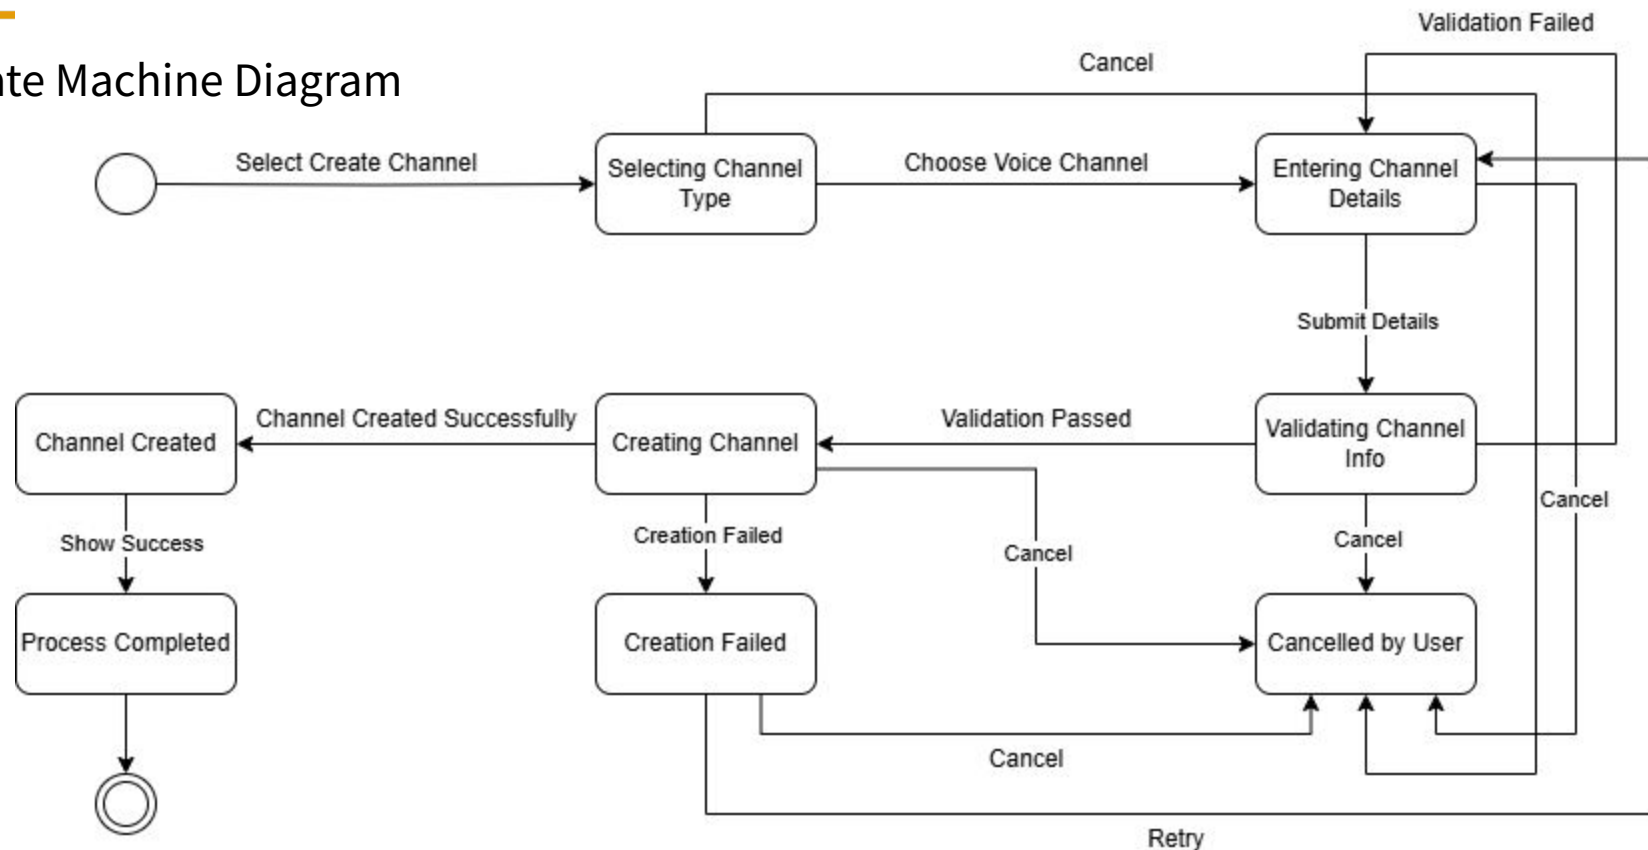 ate Machine Diagram
Validation Failed
Cancel
Select Create Channel
Selecting Channel
Type
Choose Voice Channel
Entering Channel
Details
Submit Details
Channel Created
Channel Created Successfully
Creating Channel
Validation Passed
Validating Channel
Info
Cancel
Show Success
Creation Failed
Cancel
Cancel
Process Completed
Creation Failed
Cancelled by User
Cancel
Retry